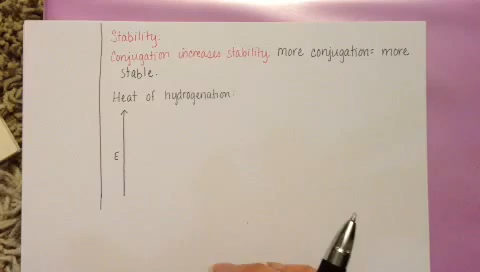 Stability.
Conjugation increases stability. more conjugation = more
stable.
Heat of hydrogenation:
E